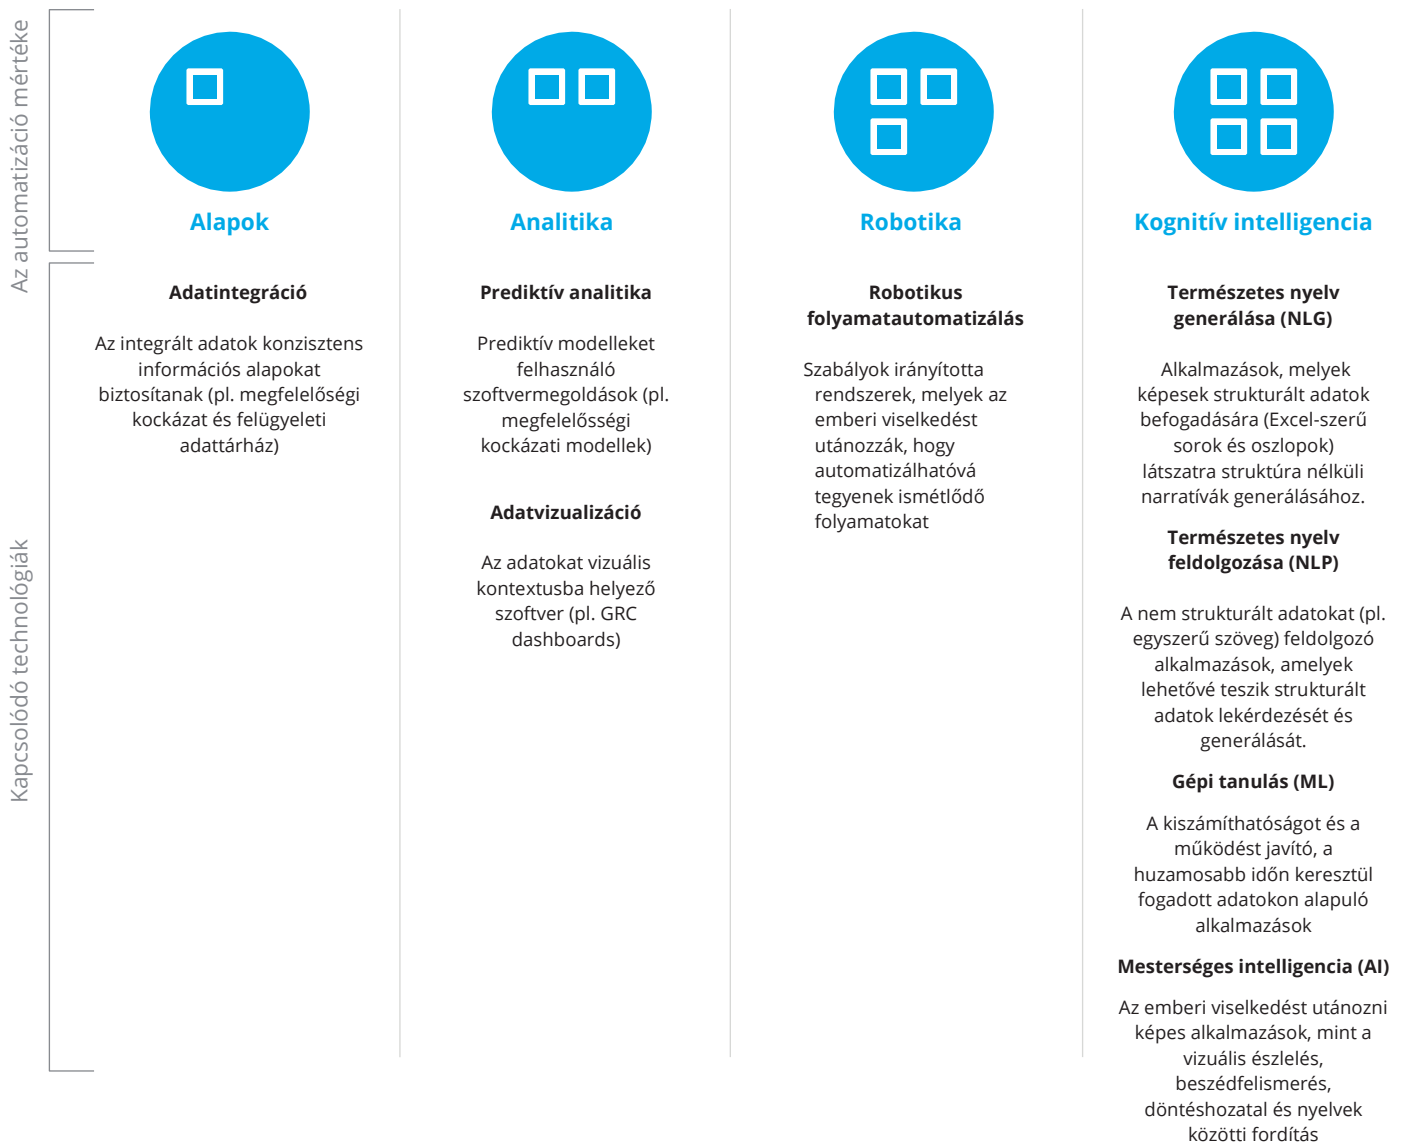 Az automatizáció mértéke
Alapok
Analitika
Robotika
Kognitív intelligencia
Kapcsolódó technológiák
Adatintegráció
Az integrált adatok konzisztens
információs alapokat
biztosítanak (pl. megfelelőségi
kockázat és felügyeleti
adattárház)
Prediktív analitika
Prediktív modelleket
felhasználó
szoftvermegoldások (pl.
megfelelősségi
kockázati modellek)
Adatvizualizáció
Az adatokat vizuális
kontextusba helyező
szoftver (pl. GRC
dashboards)
Robotikus
folyamatautomatizálás
Szabályok irányította
rendszerek, melyek az
emberi viselkedést
utánozzák, hogy
automatizálhatóvá
tegyenek ismétlődő
folyamatokat
Természetes nyelv
generálása (NLG)
Alkalmazások, melyek
képesek strukturált adatok
befogadására (Excel-szerű
sorok és oszlopok)
látszatra struktúra nélküli
narratívák generálásához.
Természetes nyelv
feldolgozása (NLP)
A nem strukturált adatokat (pl.
egyszerű szöveg) feldolgozó
alkalmazások, amelyek
lehetővé teszik strukturált
adatok lekérdezését és
generálását.
Gépi tanulás (ML)
A kiszámíthatóságot és a
működést javító, a
huzamosabb időn keresztül
fogadott adatokon alapuló
alkalmazások
Mesterséges intelligencia (AI)
Az emberi viselkedést utánozni
képes alkalmazások, mint a
vizuális észlelés,
beszédfelismerés,
döntéshozatal és nyelvek
közötti fordítás